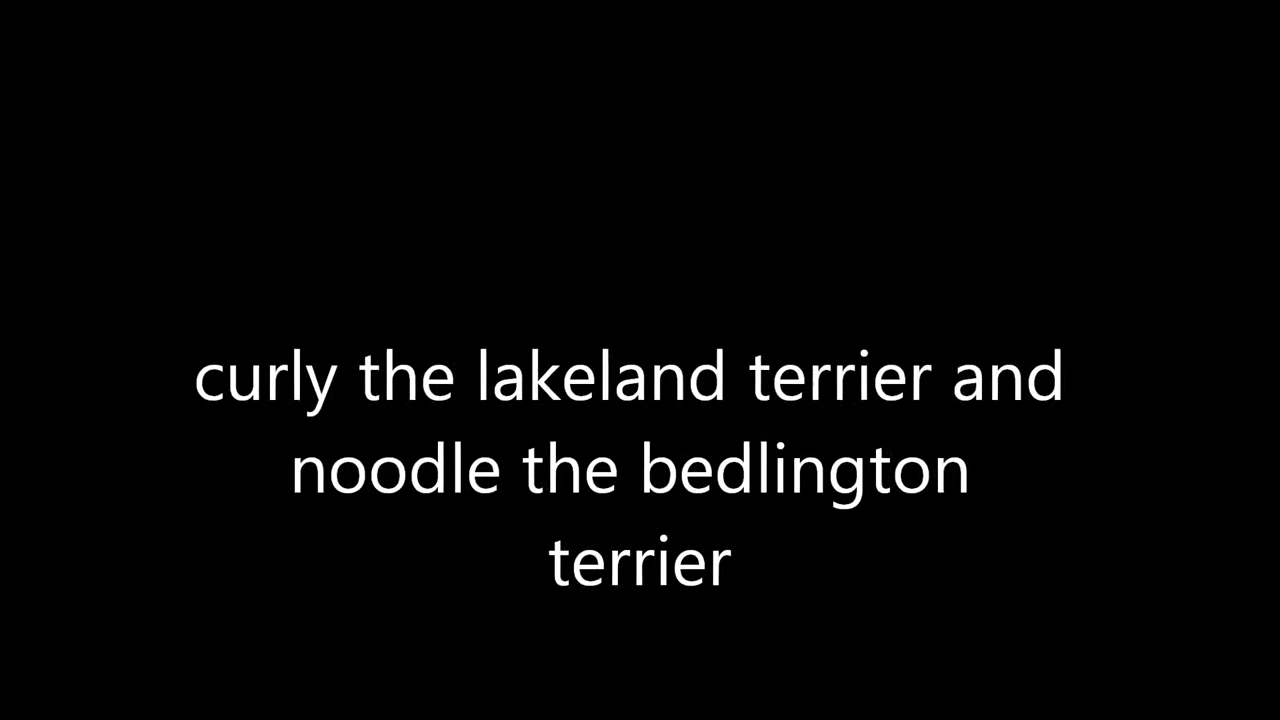 curly the lakeland terrier and
noodle the bedlington
terrier